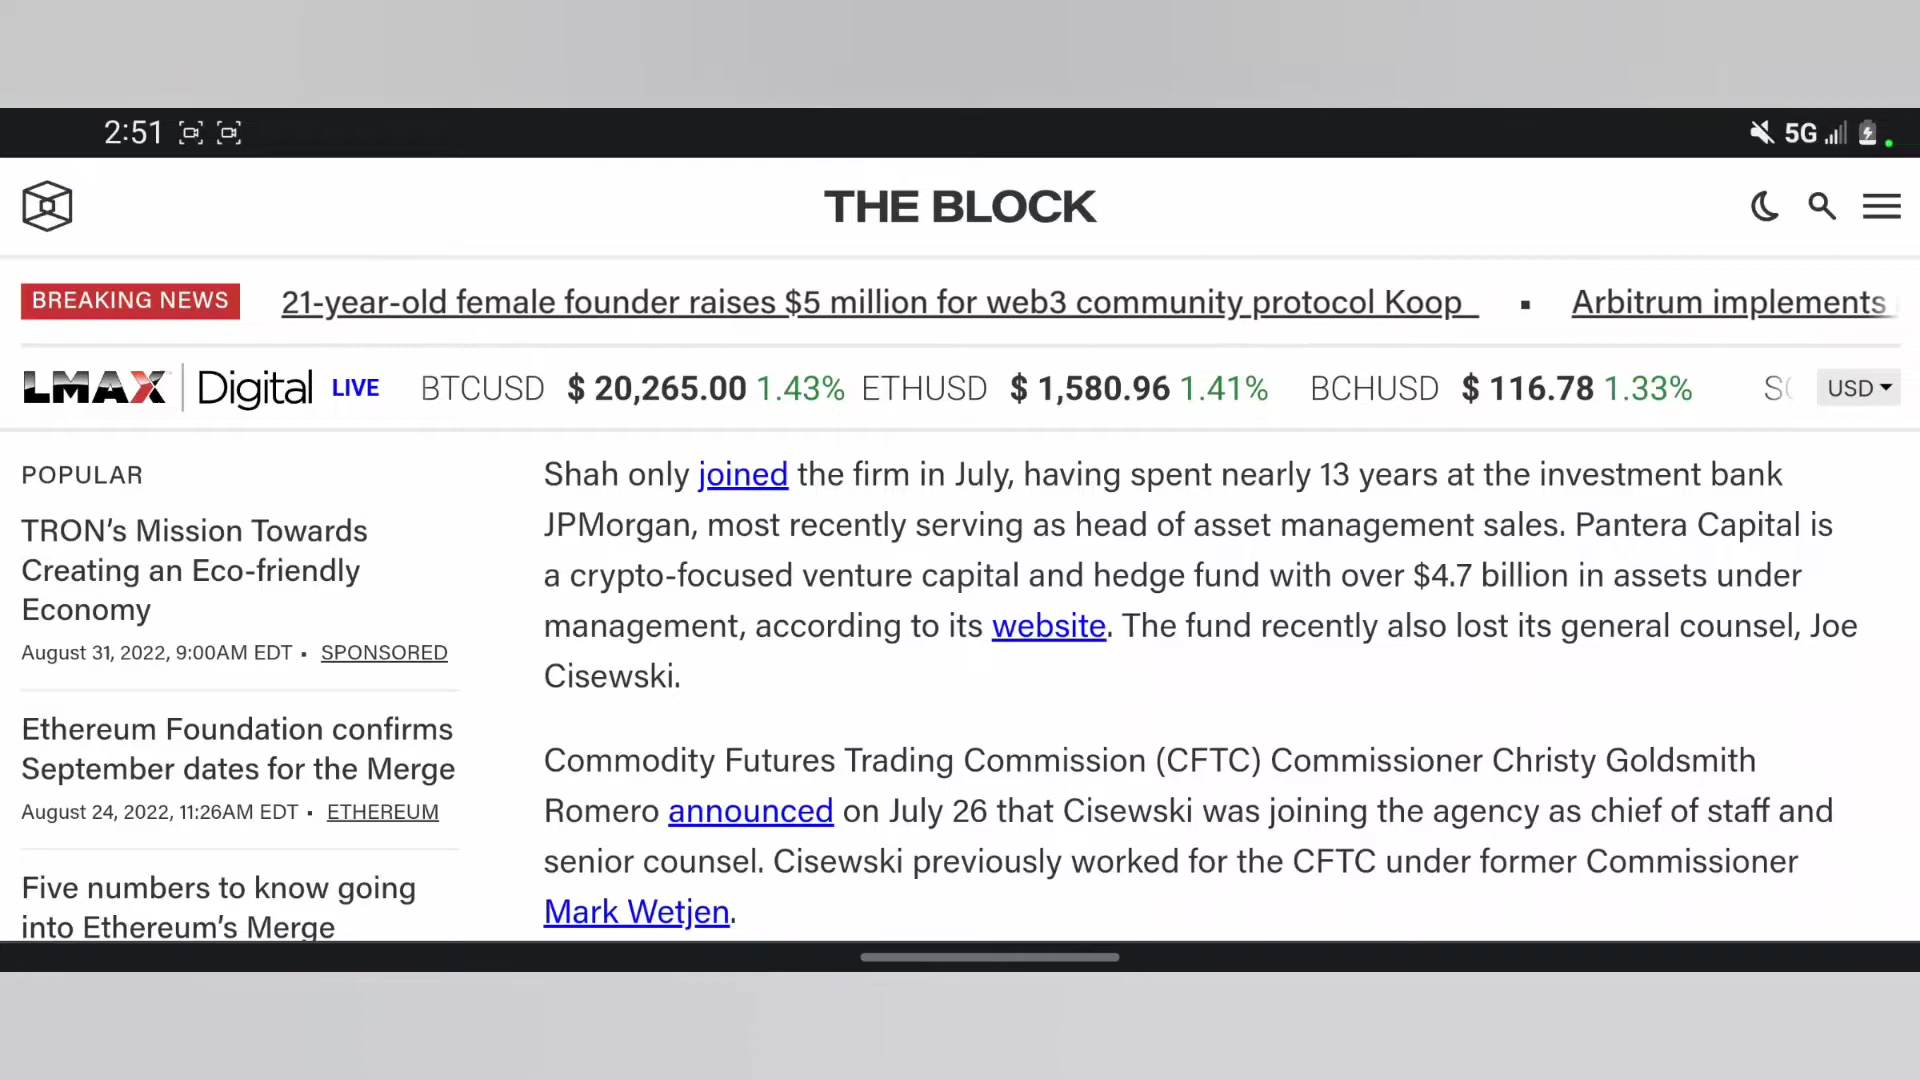 2:51
5G
THE BLOCK
BREAKING NEWS
21-year-old female founder raises $5 million for web3 community protocol Koop ▪ Arbitrum implements
LMAX Digital LIVE BTCUSD $ 20,265.00 1.43% ETHUSD $ 1,580.96 1.41% BCHUSD $ 116.78 1.33%
USD
POPULAR
TRON's Mission Towards
Creating an Eco-friendly
Economy
August 31, 2022, 9:00AM EDT ▪ SPONSORED
Ethereum Foundation confirms
September dates for the Merge
August 24, 2022, 11:26AM EDT ▪ ETHEREUM
Five numbers to know going
into Ethereum's Merge
Shah only joined the firm in July, having spent nearly 13 years at the investment bank
JPMorgan, most recently serving as head of asset management sales. Pantera Capital is
a crypto-focused venture capital and hedge fund with over $4.7 billion in assets under
management, according to its website. The fund recently also lost its general counsel, Joe
Cisewski.
Commodity Futures Trading Commission (CFTC) Commissioner Christy Goldsmith
Romero announced on July 26 that Cisewski was joining the agency as chief of staff and
senior counsel. Cisewski previously worked for the CFTC under former Commissioner
Mark Wetjen.